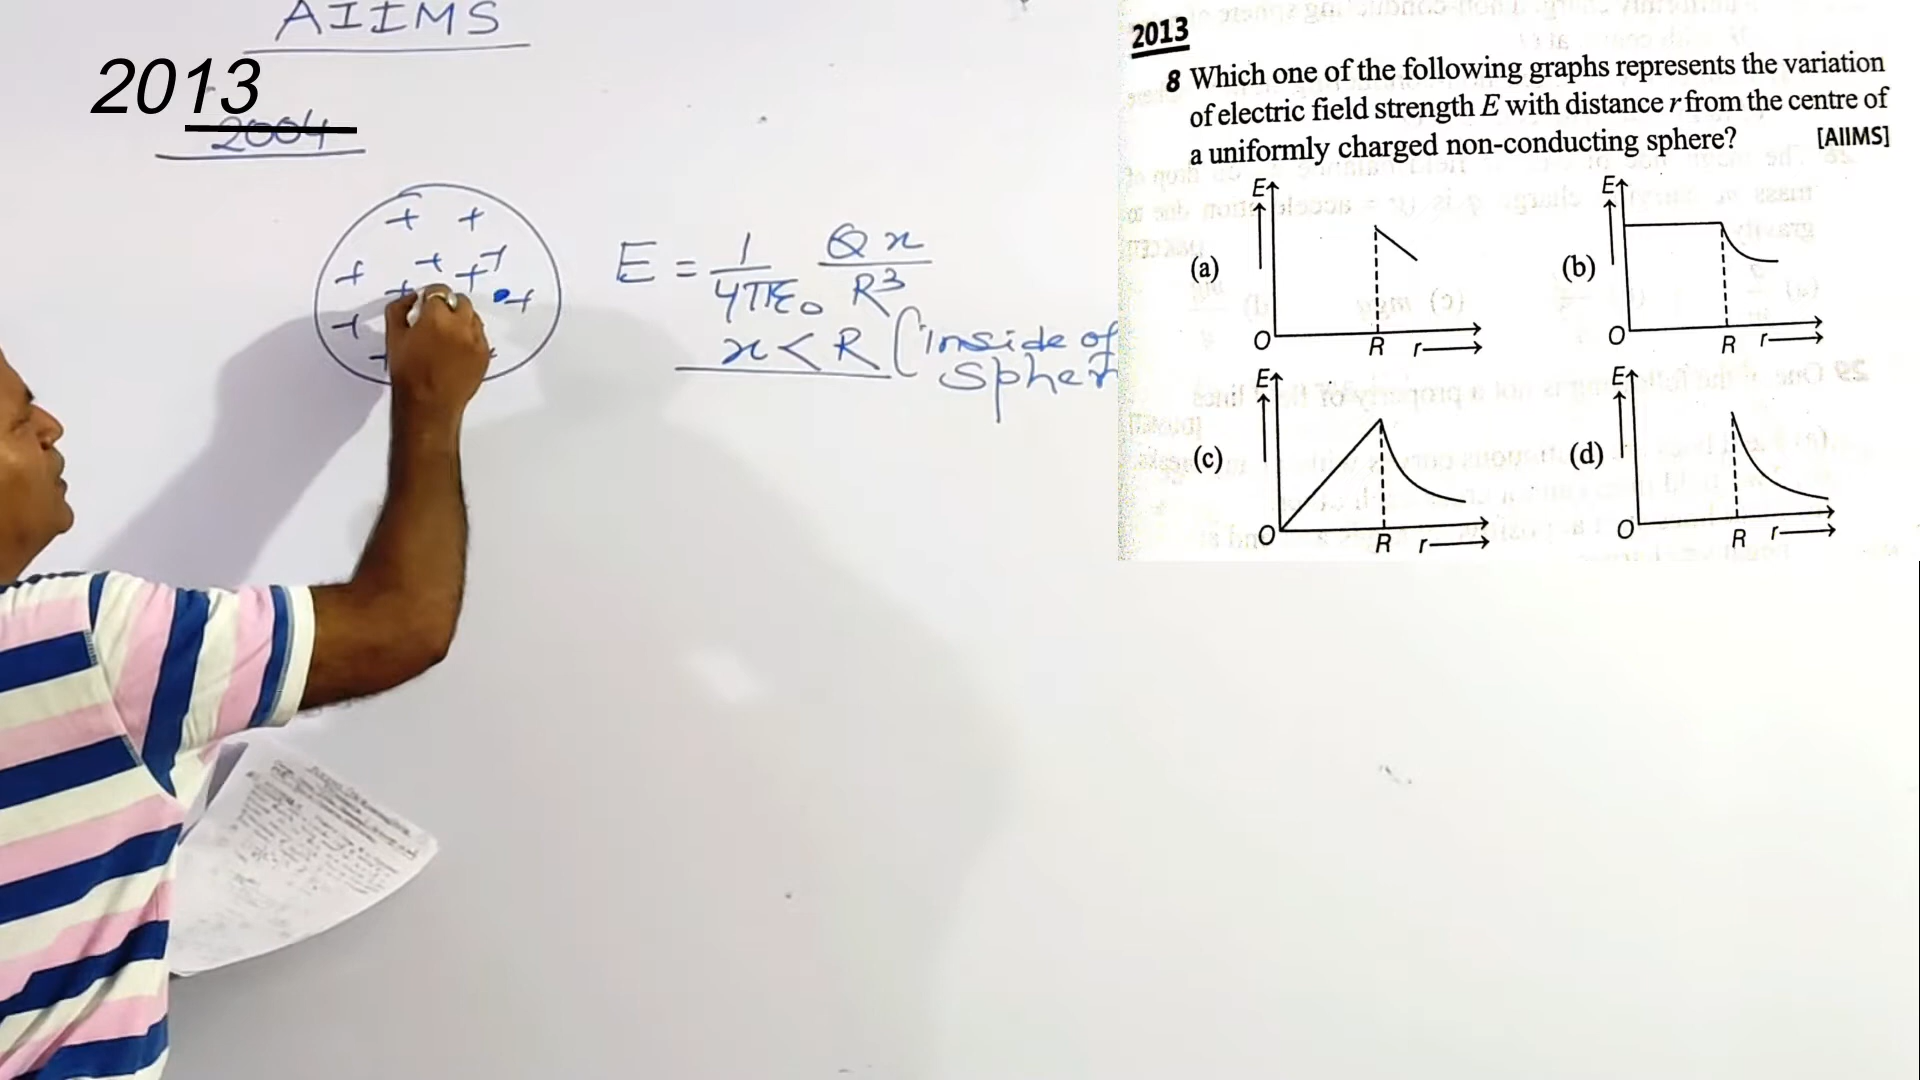 AIIMS
2013
2004
E = 1/4πε₀ Qx/R³
x < R (inside of
Spher
2013
8 Which one of the following graphs represents the variation
of electric field strength E with distance r from the centre of
a uniformly charged non-conducting sphere? [AIIMS]
(a) E O R r
(b) E O R r
(c) E O R r
(d) E O R r